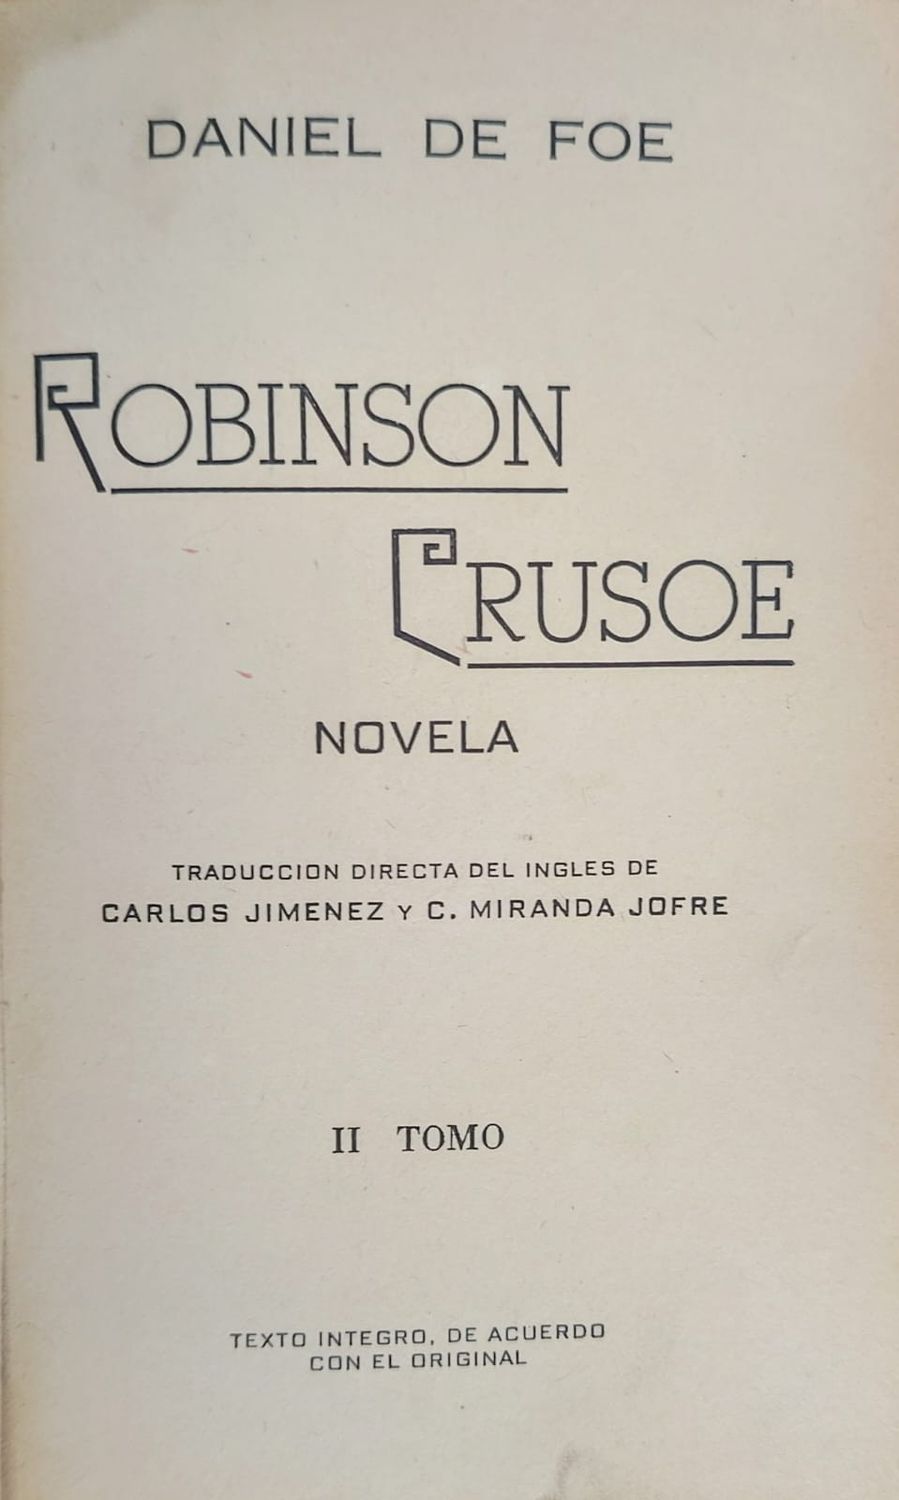 DANIEL DE FOE
ROBINSON
CRUSOE
NOVELA
TRADUCCION DIRECTA DEL INGLES DE
CARLOS JIMENEZ Y C. MIRANDA JOFRE
II TOMO
TEXTO INTEGRO, DE ACUERDO
CON EL ORIGINAL